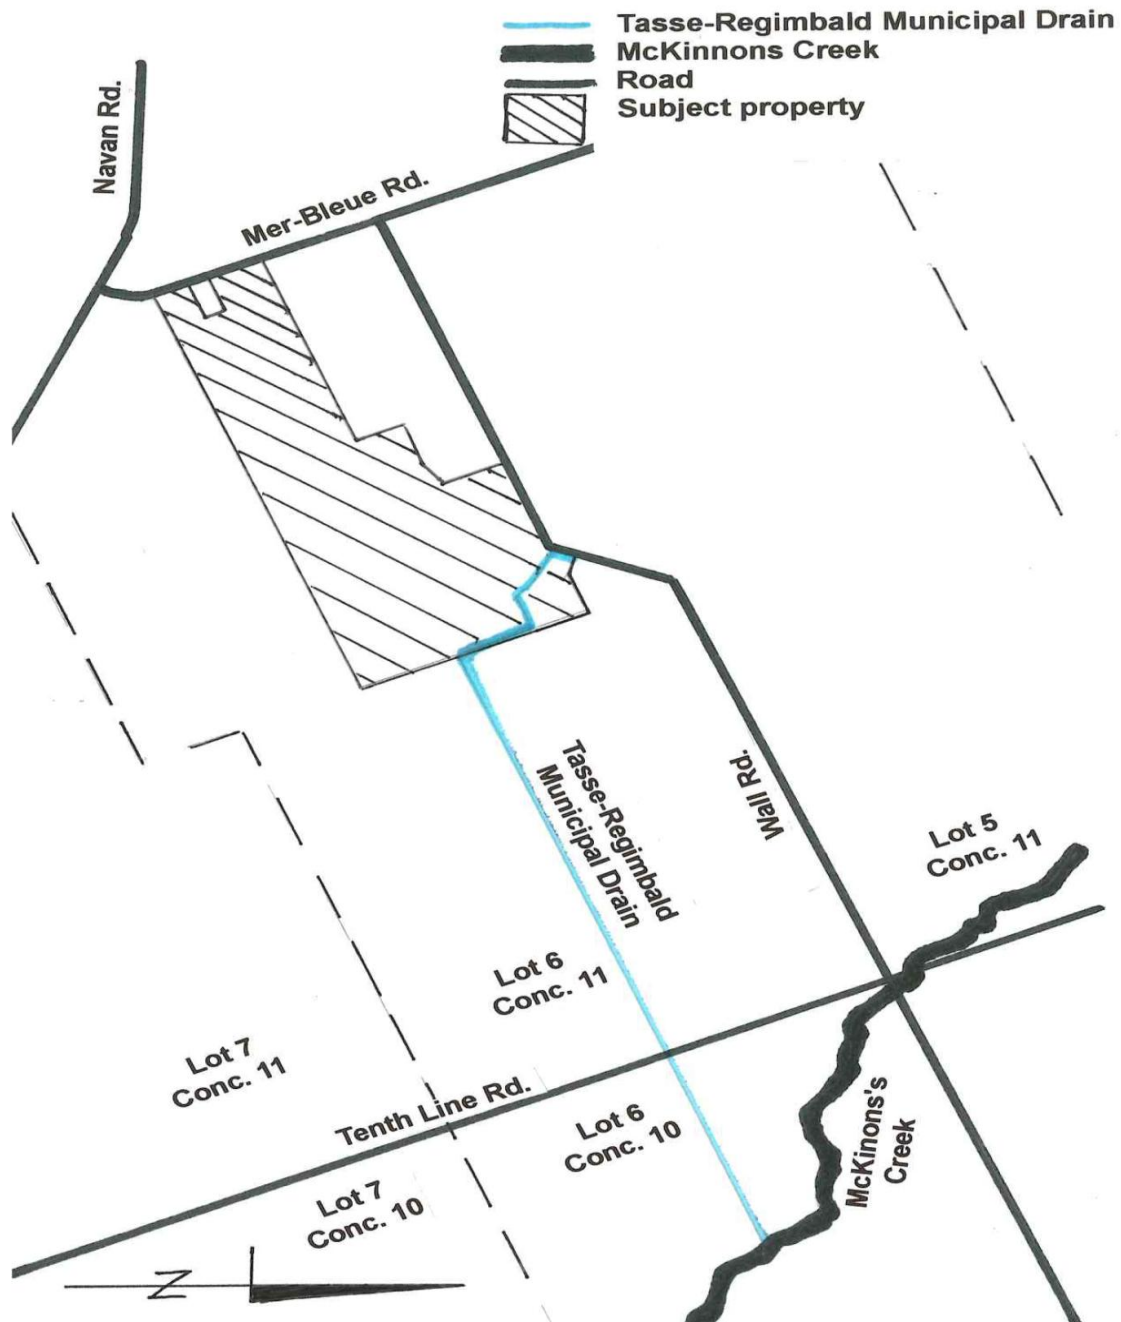 Tasse-Regimbald Municipal Drain
McKinnons Creek
Road
Subject property
Navan Rd.
Mer-Bleue Rd.
Tasse-Regimbald
Municipal Drain
Wall Rd.
Lot 5
Conc. 11
Lot 6
Conc. 11
Lot 7
Conc. 11
Tenth Line Rd.
Lot 6
Conc. 10
McKinons's
Creek
Lot 7
Conc. 10
N